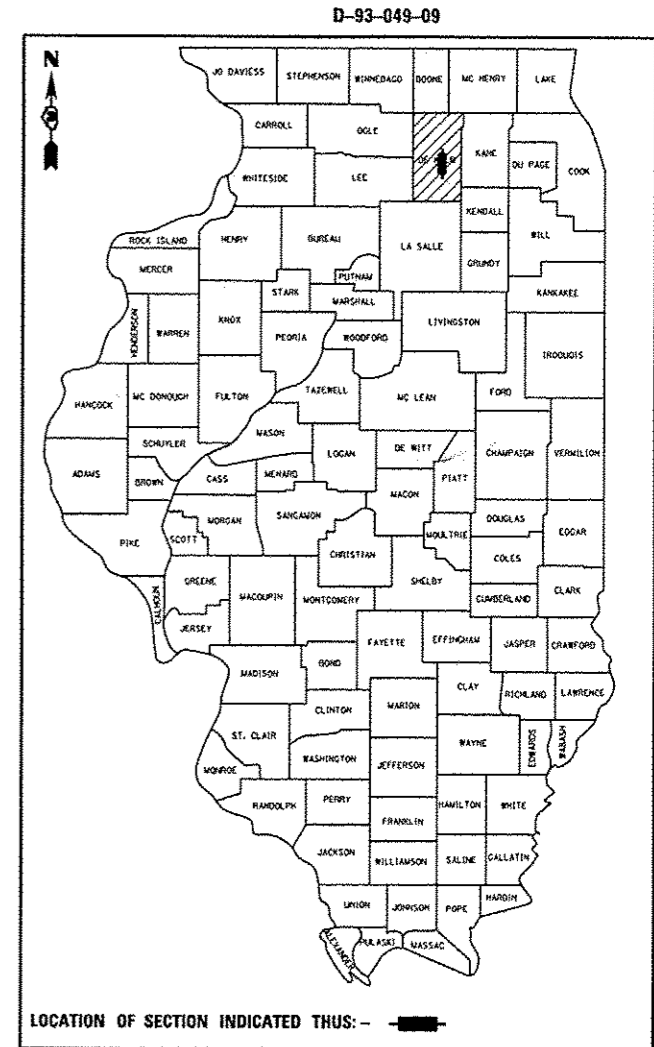 D-93-049-09
N
JO DAVIESS STEPHENSON WINNEBAGO BOONE MC HENRY LAKE
CARROLL OGLE KANE DU PAGE COOK
WHITESIDE LEE
KENDALL
ROCK ISLAND HENRY BUREAU LA SALLE GRUNDY WILL
MERCER PUTNAM
STARK MARSHALL KANKAKEE
HENDERSON WARREN KNOX PEORIA WOODFORD LIVINGSTON IROQUOIS
HANCOCK MC DONOUGH FULTON TAZEWELL MC LEAN FORD
SCHUYLER MASON LOGAN DE WITT CHAMPAIGN VERMILION
ADAMS BROWN CASS MENARD MACON PIATT
PIKE SCOTT MORGAN SANGAMON CHRISTIAN MOULTRIE DOUGLAS EDGAR
COLES
CALHOUN GREENE MACOUPIN MONTGOMERY SHELBY CUMBERLAND CLARK
JERSEY
FAYETTE EFFINGHAM JASPER CRAWFORD
MADISON BOND
CLAY RICHLAND LAWRENCE
CLINTON MARION
ST. CLAIR WAYNE EDWARDS WABASH
WASHINGTON JEFFERSON
MONROE
RANDOLPH PERRY HAMILTON WHITE
FRANKLIN
JACKSON WILLIAMSON SALINE GALLATIN
UNION JOHNSON POPE HARDIN
ALEXANDER PULASKI MASSAC
LOCATION OF SECTION INDICATED THUS: -